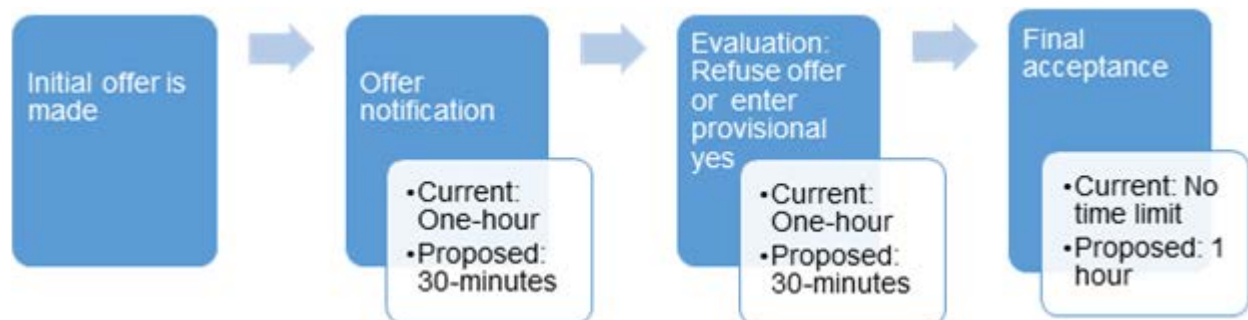 Initial offer is
made
Offer
notification
•Current:
One-hour
•Proposed:
30-minutes
Evaluation:
Refuse offer
or enter
provisional
yes
•Current:
One-hour
•Proposed:
30-minutes
Final
acceptance
•Current: No
time limit
•Proposed: 1
hour